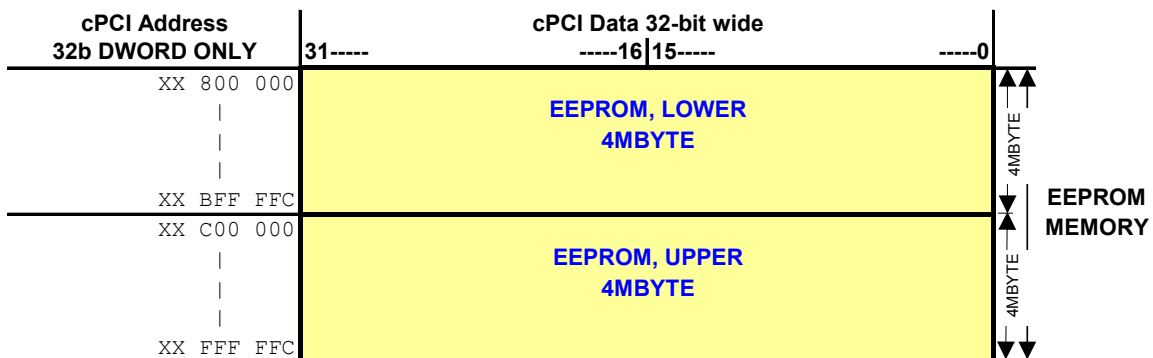 cPCI Address
32b DWORD ONLY
cPCI Data 32-bit wide
31----- -----16 15----- -----0
XX 800 000
|
|
|
XX BFF FFC
EEPROM, LOWER
4MBYTE
4MBYTE
XX C00 000
|
|
|
XX FFF FFC
EEPROM, UPPER
4MBYTE
4MBYTE
EEPROM
MEMORY